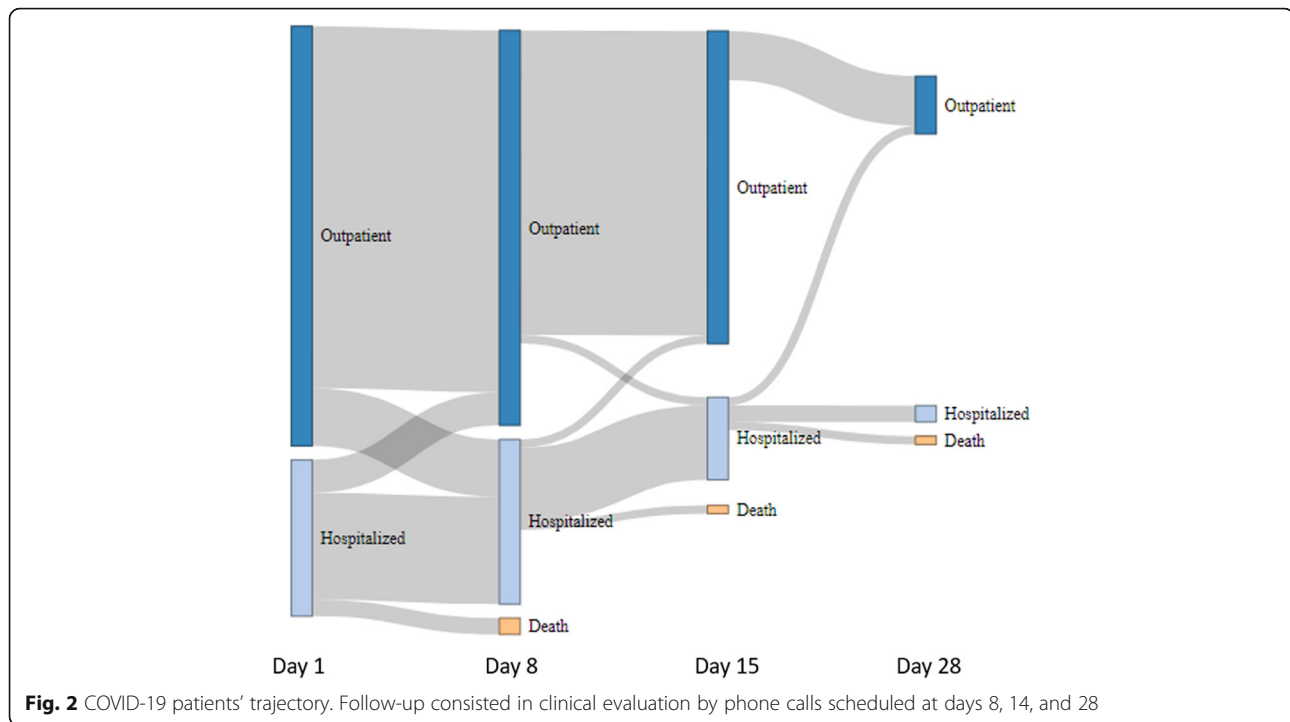 Outpatient
Outpatient
Outpatient
Outpatient
Hospitalized
Hospitalized
Hospitalized
Hospitalized
Death
Death
Death
Day 1 Day 8 Day 15 Day 28
Fig. 2 COVID-19 patients’ trajectory. Follow-up consisted in clinical evaluation by phone calls scheduled at days 8, 14, and 28